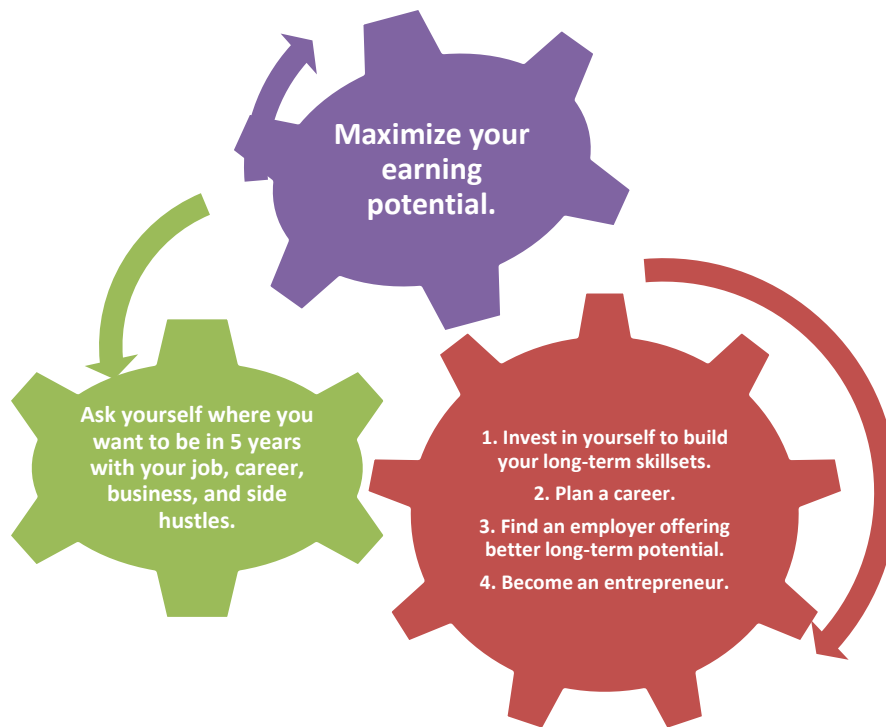 Maximize your
earning
potential.
Ask yourself where you
want to be in 5 years
with your job, career,
business, and side
hustles.
1. Invest in yourself to build
your long-term skillsets.
2. Plan a career.
3. Find an employer offering
better long-term potential.
4. Become an entrepreneur.